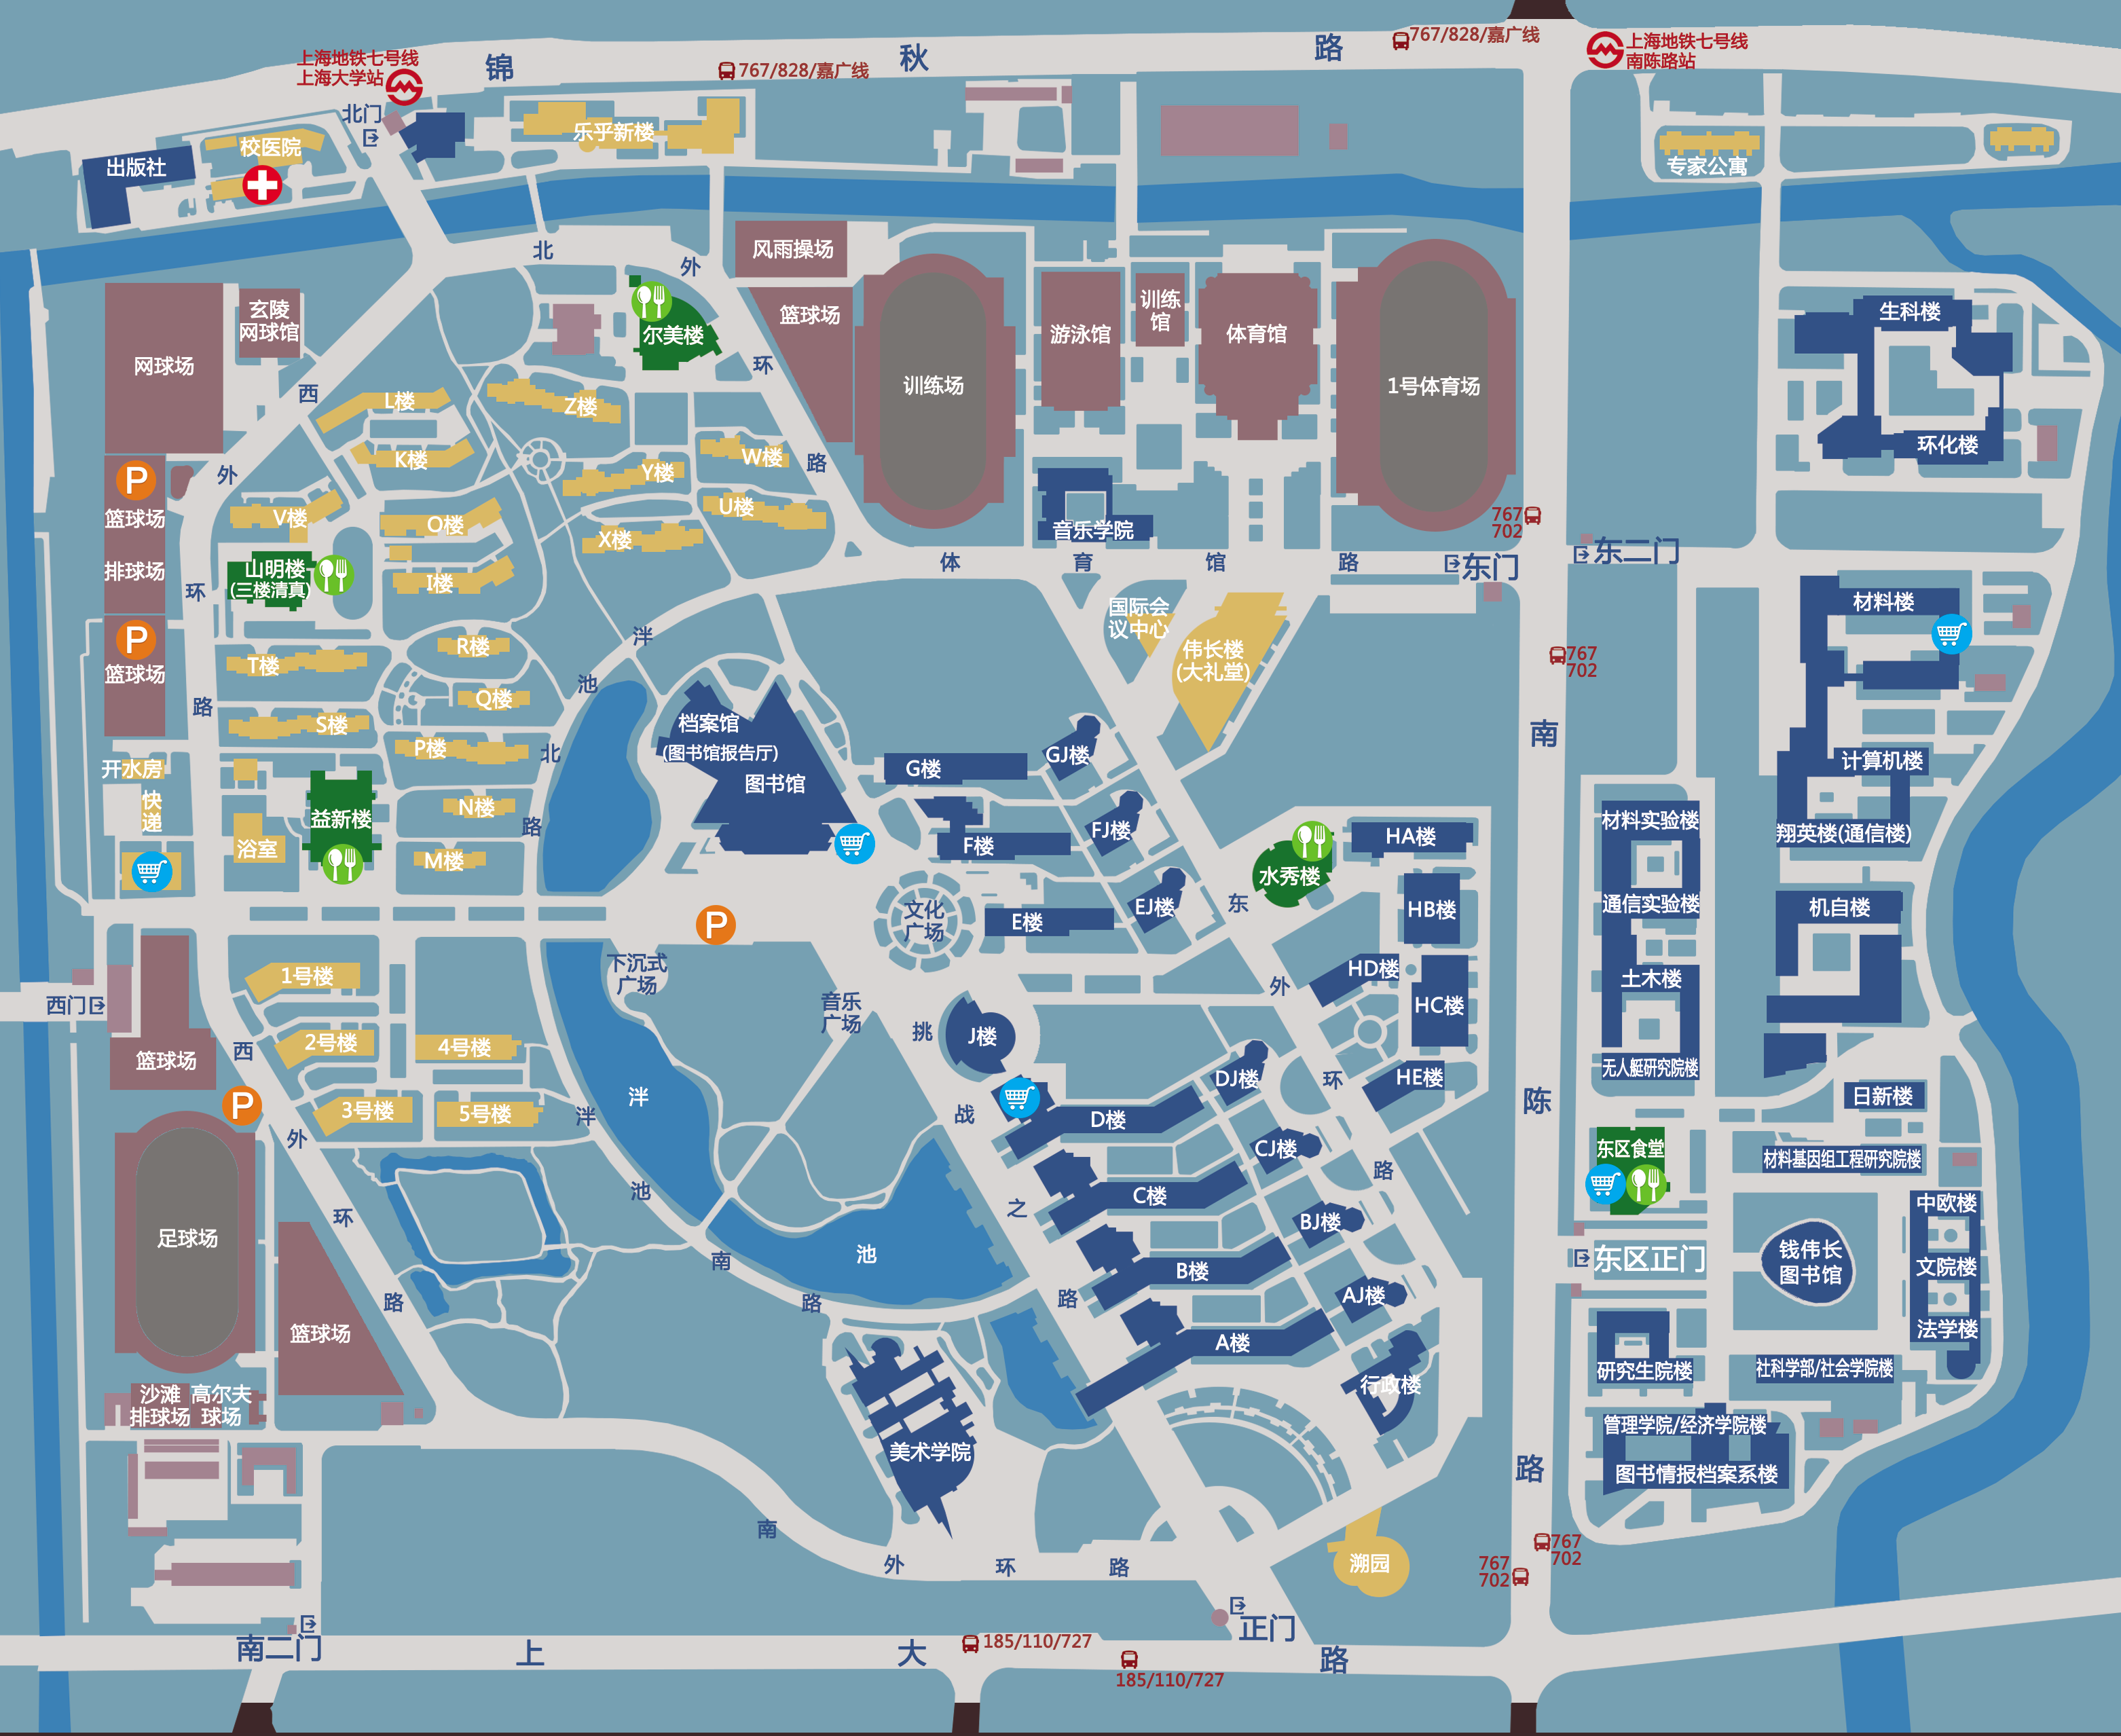 上海地铁七号线
上海大学站
锦
秋
路
767/828/嘉广线
767/828/嘉广线
上海地铁七号线
南陈路站
北门
出版社
校医院
乐乎新楼
专家公寓
北
外
环
路
风雨操场
篮球场
训练场
游泳馆
训练
馆
体育馆
1号体育场
尔美楼
玄陵
网球馆
网球场
西
外
环
路
L楼
K楼
Z楼
W楼
Y楼
U楼
X楼
V楼
O楼
I楼
P
篮球场
排球场
P
篮球场
山明楼
(三楼清真)
音乐学院
体
育
馆
路
东门
767
702
东二门
生科楼
环化楼
国际会
议中心
伟长楼
(大礼堂)
767
702
材料楼
计算机楼
翔英楼(通信楼)
R楼
T楼
Q楼
S楼
P楼
N楼
M楼
泮
池
北
路
开水房
快
递
浴室
益新楼
档案馆
(图书馆报告厅)
图书馆
G楼
GJ楼
F楼
FJ楼
E楼
EJ楼
文化
广场
P
下沉式
广场
音乐
广场
水秀楼
HA楼
HB楼
HD楼
HC楼
HE楼
东
外
环
路
南
陈
路
材料实验楼
通信实验楼
土木楼
无人艇研究院楼
机自楼
日新楼
东区食堂
材料基因组工程研究院楼
中欧楼
文院楼
法学楼
钱伟长
图书馆
东区正门
研究生院楼
社科学部/社会学院楼
管理学院/经济学院楼
图书情报档案系楼
西门
篮球场
1号楼
2号楼
3号楼
4号楼
5号楼
P
西
外
环
路
足球场
篮球场
沙滩
排球场
高尔夫
球场
泮
池
泮
池
南
路
挑
战
之
路
J楼
D楼
DJ楼
C楼
CJ楼
B楼
BJ楼
A楼
AJ楼
行政楼
美术学院
南
外
环
路
溯园
767
702
767
702
正门
南二门
上
大
路
185/110/727
185/110/727